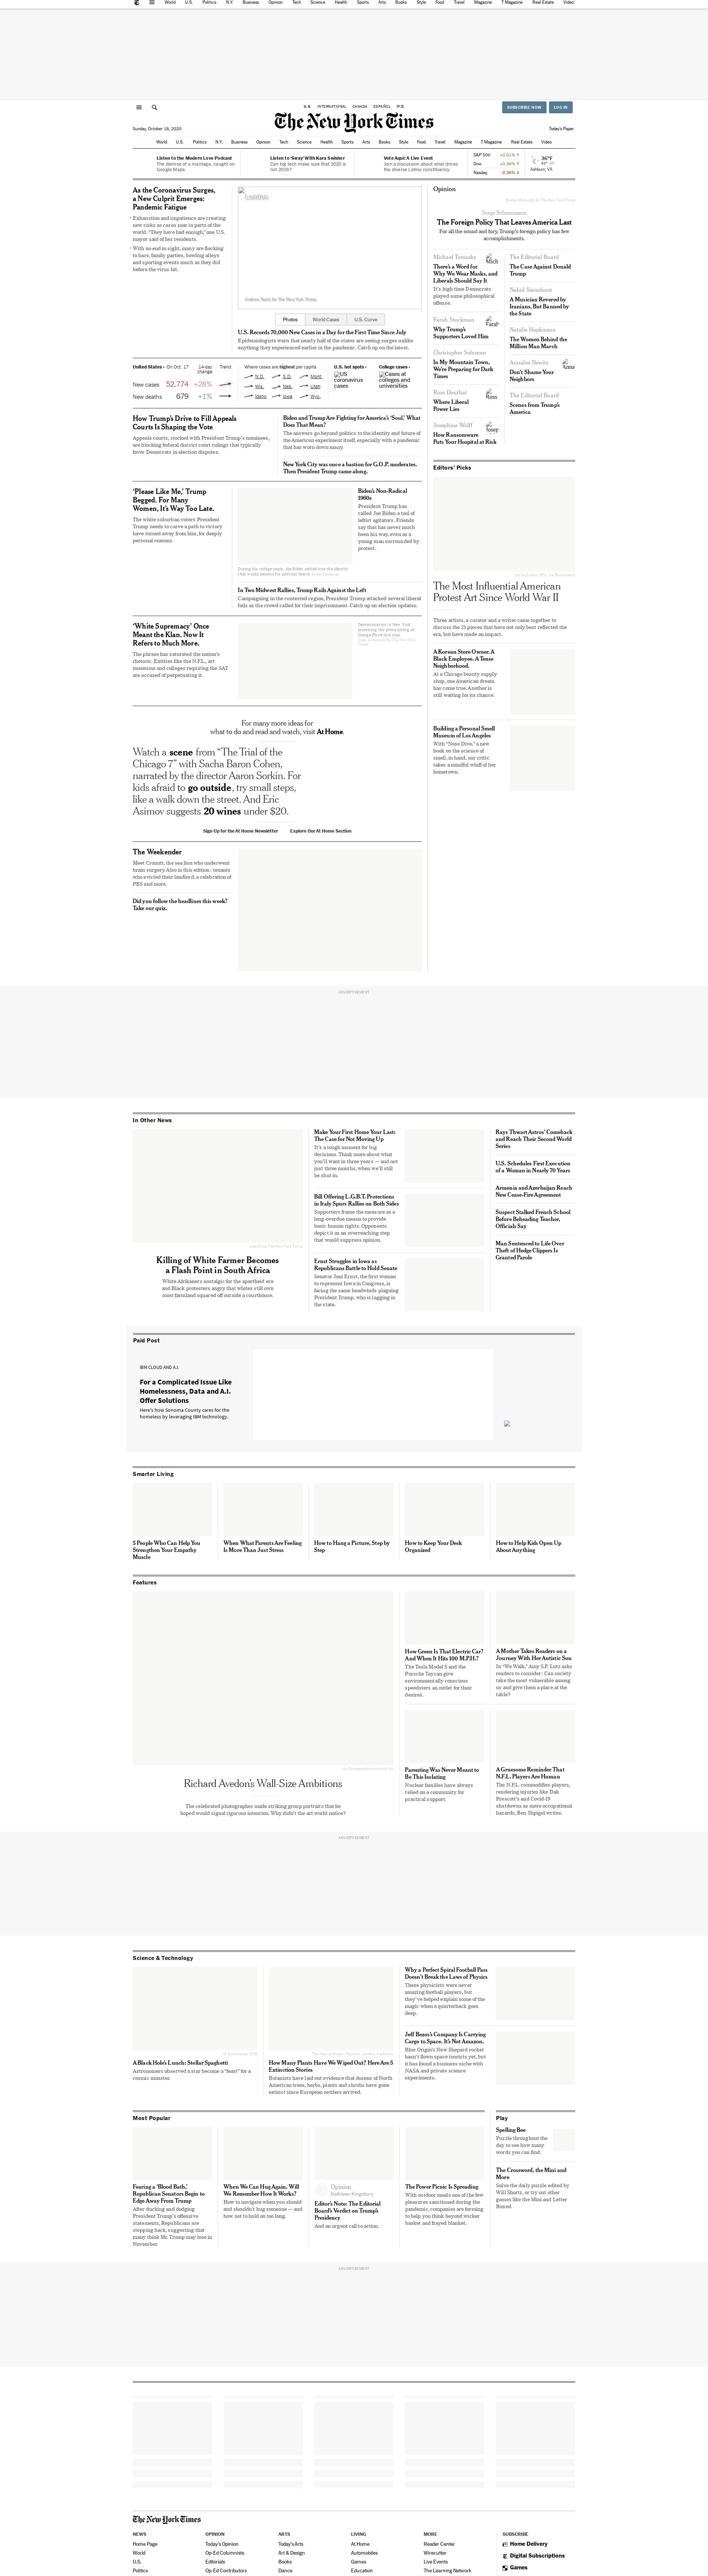 World U.S. Politics N.Y. Business Opinion Tech Science Health Sports Arts Books Style Food Travel Magazine T Magazine Real Estate Video
U.S. INTERNATIONAL CANADA ESPAÑOL 中文
SUBSCRIBE NOW LOG IN
The New York Times
Sunday, October 18, 2020
Today's Paper
World U.S. Politics N.Y. Business Opinion Tech Science Health Sports Arts Books Style Food Travel Magazine T Magazine Real Estate Video
Listen to the Modern Love Podcast
The demise of a marriage, caught on
Google Maps.
Listen to 'Sway' With Kara Swisher
Can big tech make sure that 2020 is
not 2016?
Vote Aquí: A Live Event
Join a discussion about what drives
the diverse Latino constituency.
S&P 500 +0.01% ↑
Dow +0.39% ↑
Nasdaq -0.36% ↓
36°F
Ashburn, VA
As the Coronavirus Surges,
a New Culprit Emerges:
Pandemic Fatigue
Exhaustion and impatience are creating
new risks as cases soar in parts of the
world. "They have had enough," one U.S.
mayor said of her residents.
With no end in sight, many are flocking
to bars, family parties, bowling alleys
and sporting events much as they did
before the virus hit.
London
Andrew Testa for The New York Times
Photos World Cases U.S. Curve
U.S. Records 70,000 New Cases in a Day for the First Time Since July
Epidemiologists warn that nearly half of the states are seeing surges unlike
anything they experienced earlier in the pandemic. Catch up on the latest.
United States › On Oct. 17 14-day change Trend
New cases 52,774 +28%
New deaths 679 +1%
Where cases are highest per capita
N.D. S.D. Mont.
Wis. Neb. Utah
Idaho Iowa Wyo.
U.S. hot spots ›
US coronavirus cases
College cases ›
Cases at colleges and universities
How Trump's Drive to Fill Appeals
Courts Is Shaping the Vote
Appeals courts, stocked with President Trump's nominees,
are blocking federal district court rulings that typically
favor Democrats in election disputes.
Biden and Trump Are Fighting for America's 'Soul.' What
Does That Mean?
The answers go beyond politics to the identity and future of
the American experiment itself, especially with a pandemic
that has worn down many.
New York City was once a bastion for G.O.P. moderates.
Then President Trump came along.
'Please Like Me,' Trump
Begged. For Many
Women, It's Way Too Late.
The white suburban voters President
Trump needs to carve a path to victory
have turned away from him, for deeply
personal reasons.
During his college years, Joe Biden settled into the identity
that would become his political brand.
Biden's Non-Radical
1960s
President Trump has
called Joe Biden a tool of
leftist agitators. Friends
say that has never much
been his way, even as a
young man surrounded by
protest.
In Two Midwest Rallies, Trump Rails Against the Left
Campaigning in the contested region, President Trump attacked several liberal
foils as the crowd called for their imprisonment. Catch up on election updates.
'White Supremacy' Once
Meant the Klan. Now It
Refers to Much More.
The phrase has saturated the nation's
rhetoric. Entities like the N.F.L., art
museums and colleges requiring the SAT
are accused of perpetuating it.
Demonstration in New York
protesting the police killing of
George Floyd this year.
For many more ideas for
what to do and read and watch, visit At Home.
Watch a scene from "The Trial of the
Chicago 7" with Sacha Baron Cohen,
narrated by the director Aaron Sorkin. For
kids afraid to go outside, try small steps,
like a walk down the street. And Eric
Asimov suggests 20 wines under $20.
Sign Up for the At Home Newsletter Explore Our At Home Section
The Weekender
Meet Cranntt, the sea lion who underwent
brain surgery. Also in this edition: tenants
who evicted their landlord, a celebration of
PBS and more.
Did you follow the headlines this week?
Take our quiz.
Opinion
Serge Schmemann
The Foreign Policy That Leaves America Last
For all the sound and fury, Trump's foreign policy has few
accomplishments.
Michael Tomasky
There's a Word for
Why We Wear Masks, and
Liberals Should Say It
It's high time Democrats
played some philosophical
offense.
Farah Stockman
Why Trump's
Supporters Loved Him
Christopher Solomon
In My Mountain Town,
We're Preparing for Dark
Times
Ross Douthat
Where Liberal
Power Lies
Josephine Wolff
How Ransomware
Puts Your Hospital at Risk
The Editorial Board
The Case Against Donald
Trump
Nahid Siamdoust
A Musician Revered by
Iranians, But Banned by
the State
Natalie Hopkinson
The Women Behind the
Million Man March
Annalee Newitz
Don't Shame Your
Neighbors
The Editorial Board
Scenes from Trump's
America
Editors' Picks
The Most Influential American
Protest Art Since World War II
Three artists, a curator and a writer came together to
discuss the pieces that have not only best reflected the
era, but have made an impact.
A Korean Store Owner. A
Black Employee. A Tense
Neighborhood.
At a Chicago beauty supply
shop, one American dream
has come true. Another is
still waiting for its chance.
Building a Personal Smell
Museum of Los Angeles
With "Nose Dive," a new
book on the science of
smell, in hand, our critic
takes a mindful whiff of her
hometown.
ADVERTISEMENT
In Other News
Killing of White Farmer Becomes
a Flash Point in South Africa
White Afrikaners nostalgic for the apartheid era
and Black protesters angry that whites still own
most farmland squared off outside a courthouse.
Make Your First Home Your Last:
The Case for Not Moving Up
It's a tough moment for big
decisions. Think more about what
you'll want in three years — and not
just three months, when we'll still
be shut in.
Bill Offering L.G.B.T. Protections
in Italy Spurs Rallies on Both Sides
Supporters frame the measures as a
long-overdue means to provide
basic human rights. Opponents
depict it as an overreaching step
that would suppress opinion.
Ernst Struggles in Iowa as
Republicans Battle to Hold Senate
Senator Joni Ernst, the first woman
to represent Iowa in Congress, is
facing the same headwinds plaguing
President Trump, who is lagging in
the state.
Rays Thwart Astros' Comeback
and Reach Their Second World
Series
U.S. Schedules First Execution
of a Woman in Nearly 70 Years
Armenia and Azerbaijan Reach
New Cease-Fire Agreement
Suspect Stalked French School
Before Beheading Teacher,
Officials Say
Man Sentenced to Life Over
Theft of Hedge Clippers Is
Granted Parole
Paid Post
IBM CLOUD AND A.I.
For a Complicated Issue Like
Homelessness, Data and A.I.
Offer Solutions
Here's how Sonoma County cares for the
homeless by leveraging IBM technology.
Smarter Living
5 People Who Can Help You
Strengthen Your Empathy
Muscle
When What Parents Are Feeling
Is More Than Just Stress
How to Hang a Picture, Step by
Step
How to Keep Your Desk
Organized
How to Help Kids Open Up
About Anything
Features
Richard Avedon's Wall-Size Ambitions
The celebrated photographer made striking group portraits that he
hoped would signal rigorous intention. Why didn't the art world notice?
How Green Is That Electric Car?
And When It Hits 100 M.P.H.?
The Tesla Model S and the
Porsche Taycan give
environmentally conscious
speedsters an outlet for their
desires.
A Mother Takes Readers on a
Journey With Her Autistic Son
In "We Walk," Amy S.F. Lutz asks
readers to consider: Can society
take the most vulnerable among
us and give them a place at the
table?
Parenting Was Never Meant to
Be This Isolating
Nuclear families have always
relied on a community for
practical support.
A Gruesome Reminder That
N.F.L. Players Are Human
The N.F.L. commodifies players,
rendering injuries like Dak
Prescott's and Covid-19
shutdowns as mere occupational
hazards, Ben Shpigel writes.
ADVERTISEMENT
Science & Technology
A Black Hole's Lunch: Stellar Spaghetti
Astronomers observed a star become a "feast" for a
cosmic monster.
How Many Plants Have We Wiped Out? Here Are 5
Extinction Stories
Botanists have laid out evidence that dozens of North
American trees, herbs, plants and shrubs have gone
extinct since European settlers arrived.
Why a Perfect Spiral Football Pass
Doesn't Break the Laws of Physics
These physicists were never
amazing football players, but
they've helped explain some of the
magic when a quarterback goes
deep.
Jeff Bezos's Company Is Carrying
Cargo to Space. It's Not Amazon.
Blue Origin's New Shepard rocket
hasn't flown space tourists yet, but
it has found a business niche with
NASA and private science
experiments.
Most Popular
Fearing a 'Blood Bath,'
Republican Senators Begin to
Edge Away From Trump
After ducking and dodging
President Trump's offensive
statements, Republicans are
stepping back, suggesting that
many think Mr. Trump may lose in
November.
When We Can Hug Again, Will
We Remember How It Works?
How to navigate when you should
and shouldn't hug someone — and
how not to hold on too long.
Opinion
Kathleen Kingsbury
Editor's Note: The Editorial
Board's Verdict on Trump's
Presidency
And an urgent call to action.
The Power Picnic Is Spreading
With outdoor meals one of the few
pleasures sanctioned during the
pandemic, companies are forming
to help you think beyond wicker
basket and frayed blanket.
Play
Spelling Bee
Puzzle throughout the
day to see how many
words you can find.
The Crossword, the Mini and
More
Solve the daily puzzle edited by
Will Shortz, or try out other
games like the Mini and Letter
Boxed.
ADVERTISEMENT
The New York Times
NEWS
Home Page
World
U.S.
Politics
OPINION
Today's Opinion
Op-Ed Columnists
Editorials
Op-Ed Contributors
ARTS
Today's Arts
Art & Design
Books
Dance
LIVING
At Home
Automobiles
Games
Education
MORE
Reader Center
Wirecutter
Live Events
The Learning Network
SUBSCRIBE
Home Delivery
Digital Subscriptions
Games